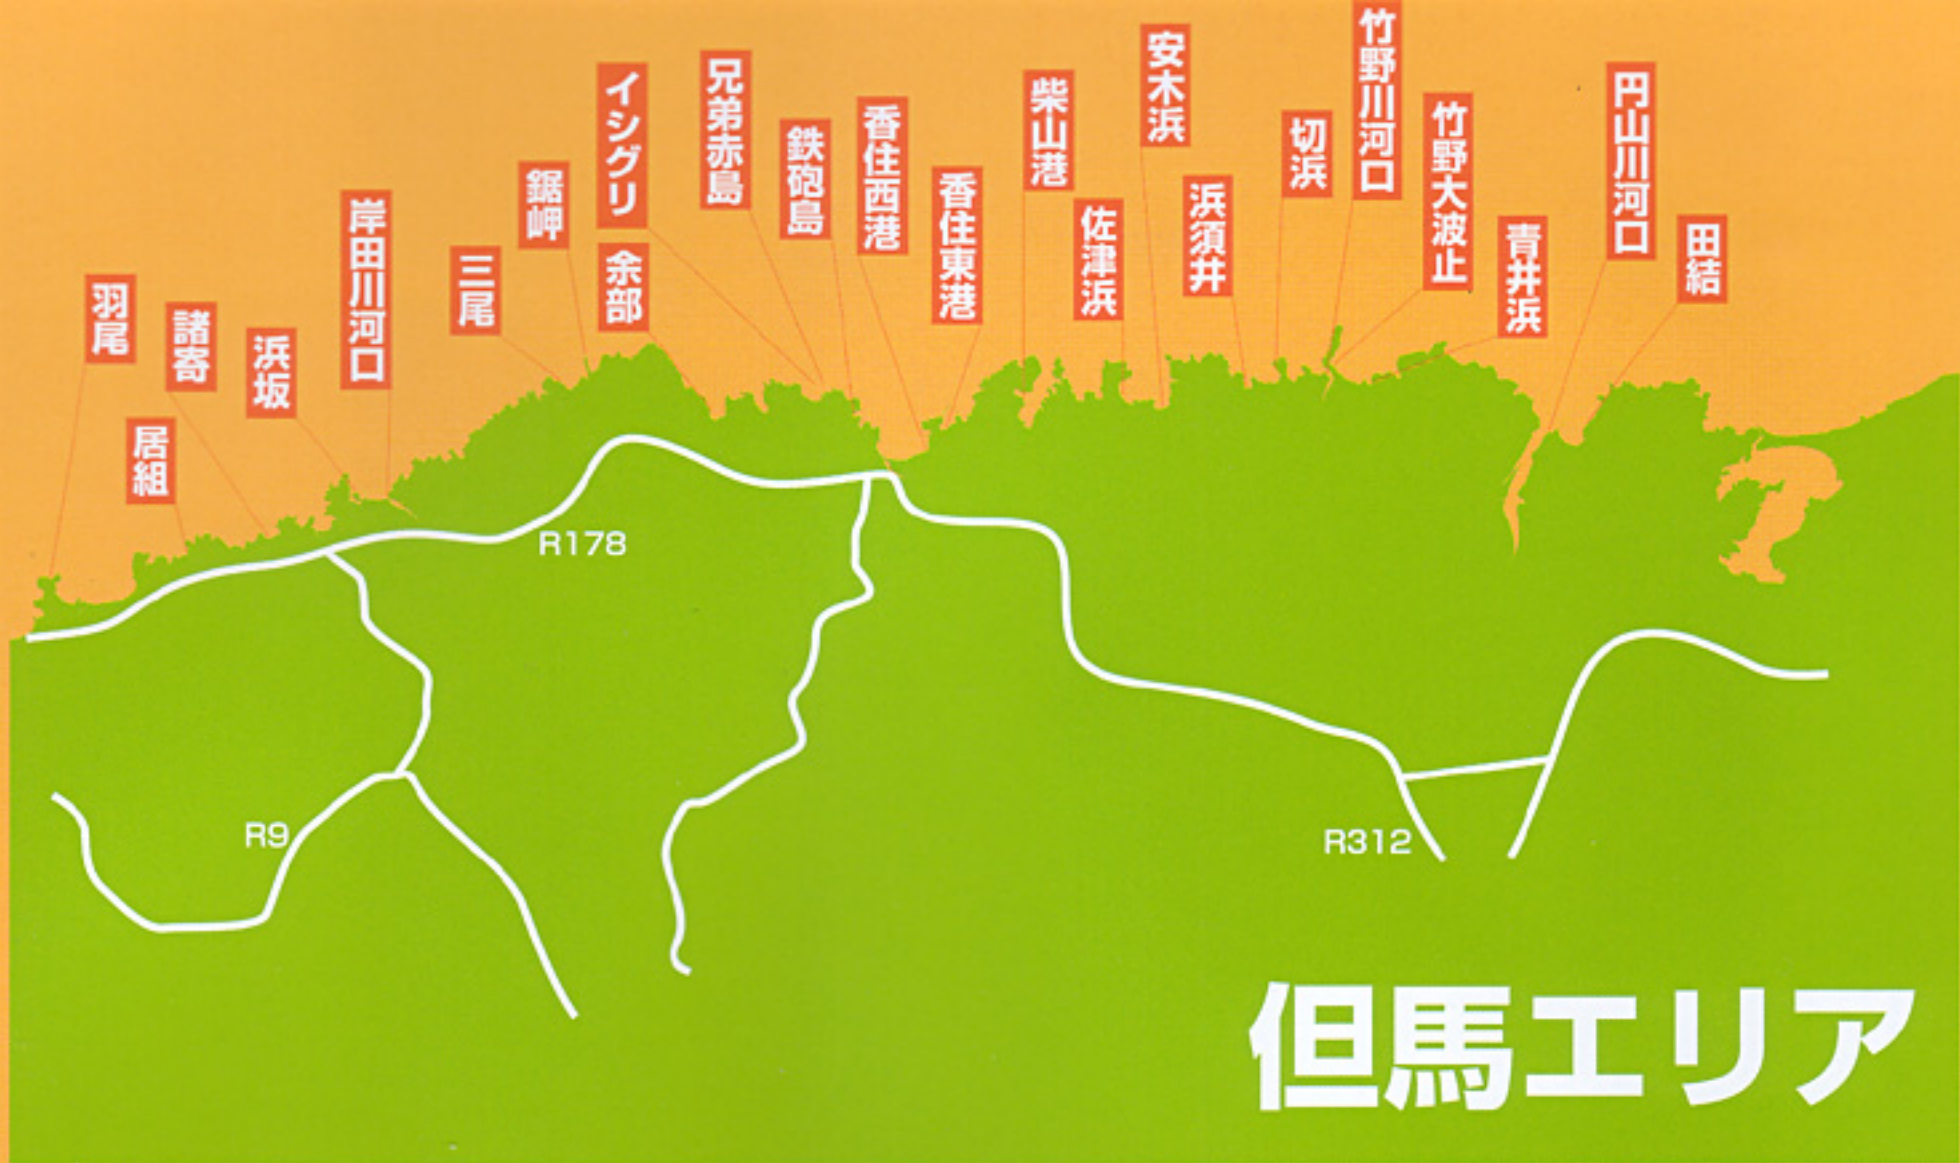 羽尾
居組
諸寄
浜坂
岸田川河口
三尾
鋸岬
イシグリ
余部
兄弟赤島
鉄砲島
香住西港
香住東港
柴山港
佐津浜
安木浜
浜須井
切浜
竹野川河口
竹野大波止
青井浜
円山川河口
田結
R178
R9
R312
但馬エリア